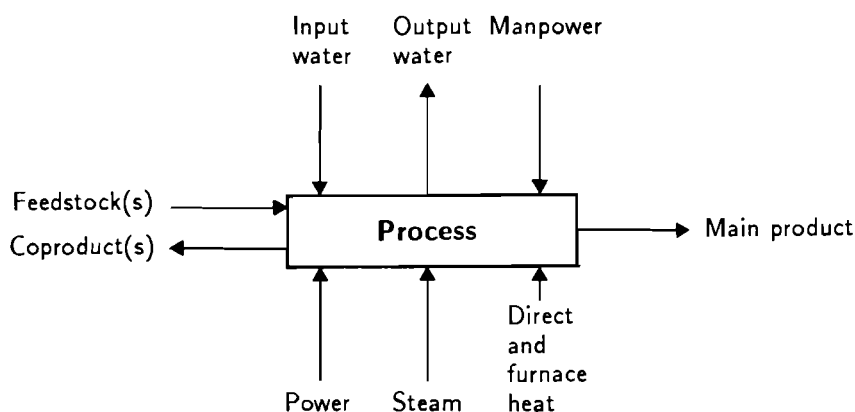 Input
water
Output
water
Manpower
Feedstock(s)
Coproduct(s)
Process
Main product
Power
Steam
Direct
and
furnace
heat